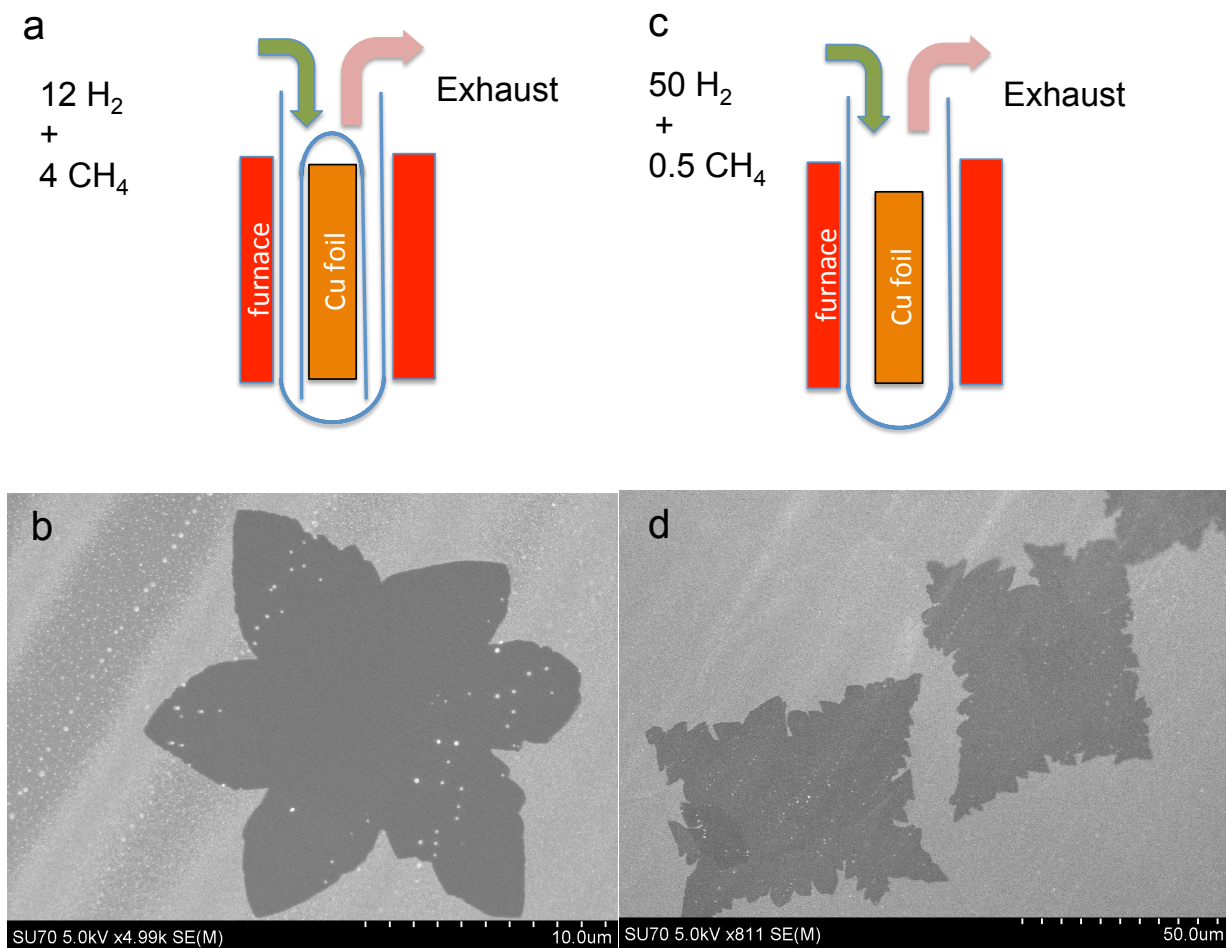 a
12 H₂
+
4 CH₄
Exhaust
furnace
Cu foil
c
50 H₂
+
0.5 CH₄
Exhaust
furnace
Cu foil
b
SU70 5.0kV x4.99k SE(M)
10.0um
d
SU70 5.0kV x811 SE(M)
50.0um